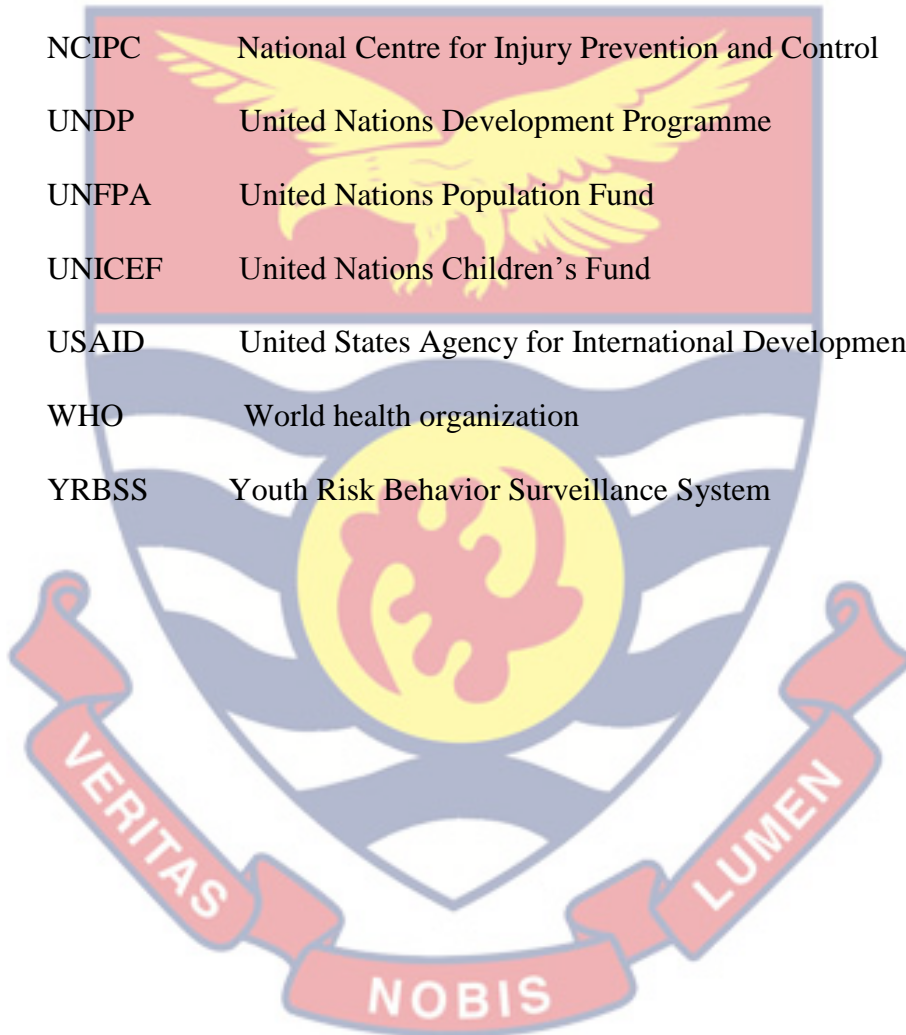 NCIPC National Centre for Injury Prevention and Control
UNDP United Nations Development Programme
UNFPA United Nations Population Fund
UNICEF United Nations Children’s Fund
USAID United States Agency for International Developmen
WHO World health organization
YRBSS Youth Risk Behavior Surveillance System
VERITAS
NOBIS
LUMEN